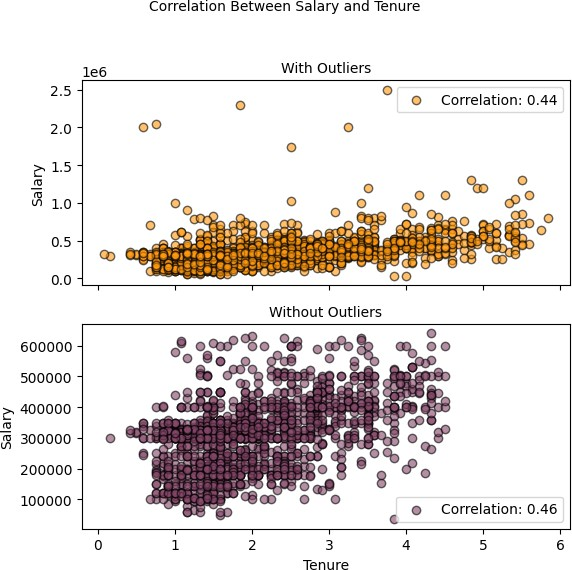 Correlation Between Salary and Tenure
With Outliers
1e6
2.5
2.0
1.5
1.0
0.5
0.0
Salary
Correlation: 0.44
Without Outliers
600000
500000
400000
300000
200000
100000
Salary
Correlation: 0.46
0 1 2 3 4 5 6
Tenure